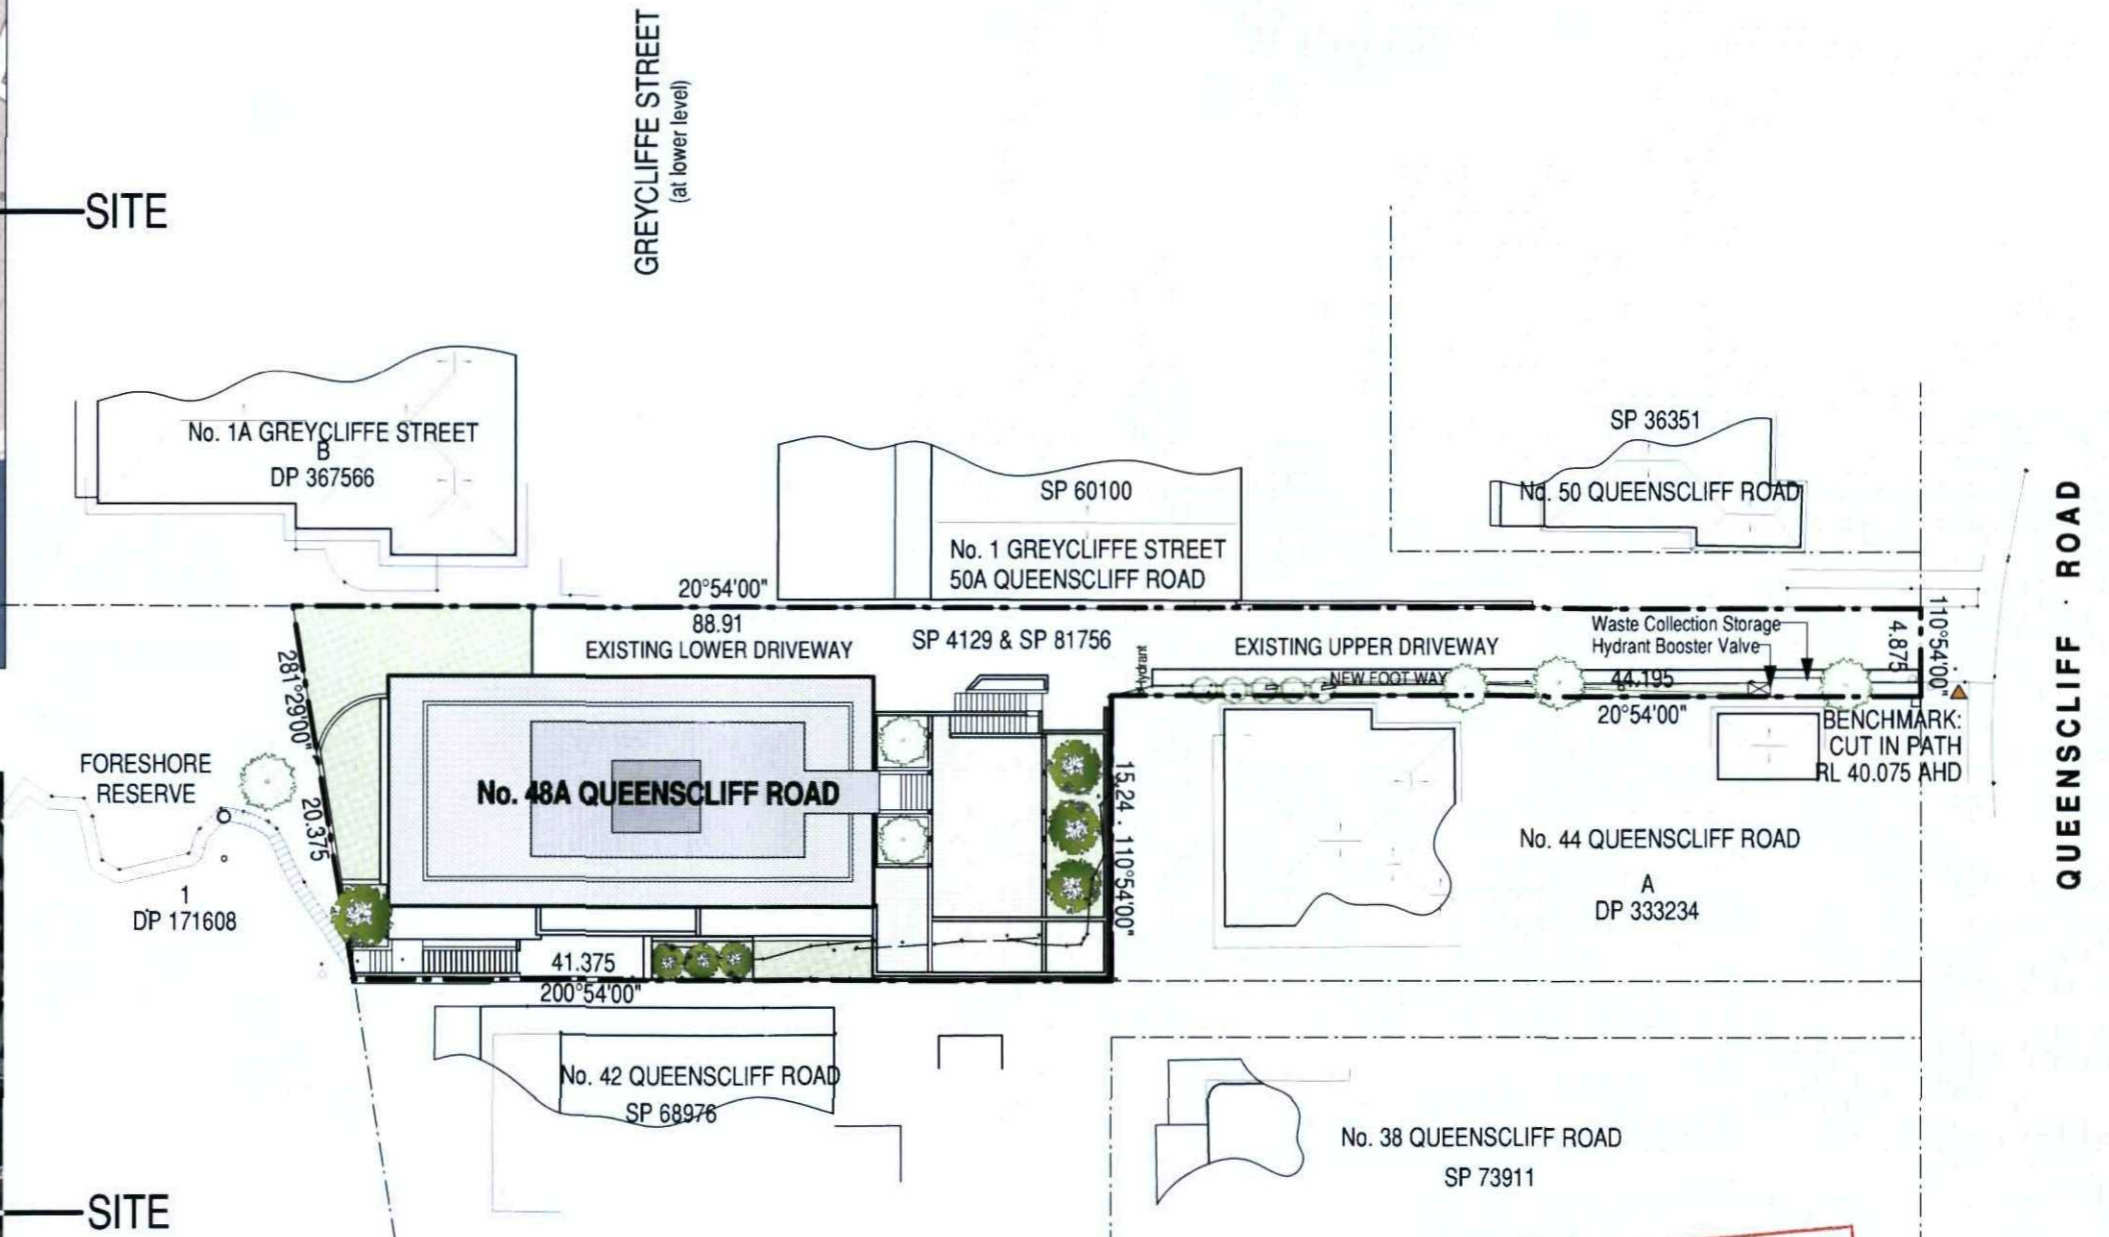 GREYCLIFFE STREET
(at lower level)
SITE
No. 1A GREYCLIFFE STREET
B
DP 367566
SP 60100
No. 1 GREYCLIFFE STREET
50A QUEENSCLIFF ROAD
SP 36351
No. 50 QUEENSCLIFF ROAD
QUEENSCLIFF · ROAD
20°54'00"
88.91
EXISTING LOWER DRIVEWAY
SP 4129 & SP 81756
Hydrant
EXISTING UPPER DRIVEWAY
NEW FOOT WAY
Waste Collection Storage
Hydrant Booster Valve
44.195
20°54'00"
4.875
110°54'00"
BENCHMARK:
CUT IN PATH
RL 40.075 AHD
281°29'00"
20.375
FORESHORE
RESERVE
1
DP 171608
No. 48A QUEENSCLIFF ROAD
15.24 . 110°54'00"
No. 44 QUEENSCLIFF ROAD
A
DP 333234
41.375
200°54'00"
No. 42 QUEENSCLIFF ROAD
SP 68976
No. 38 QUEENSCLIFF ROAD
SP 73911
SITE